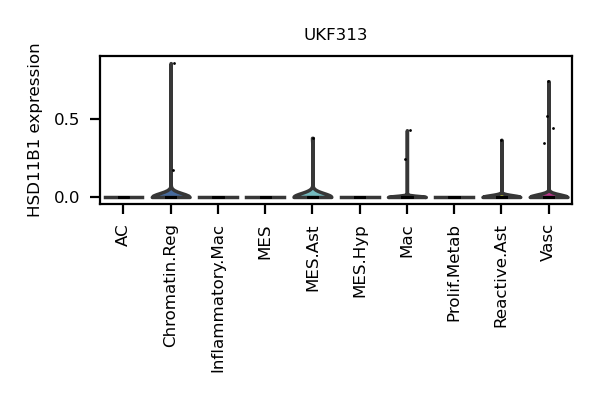 UKF313
HSD11B1 expression
0.5
0.0
AC
Chromatin.Reg
Inflammatory.Mac
MES
MES.Ast
MES.Hyp
Mac
Prolif.Metab
Reactive.Ast
Vasc